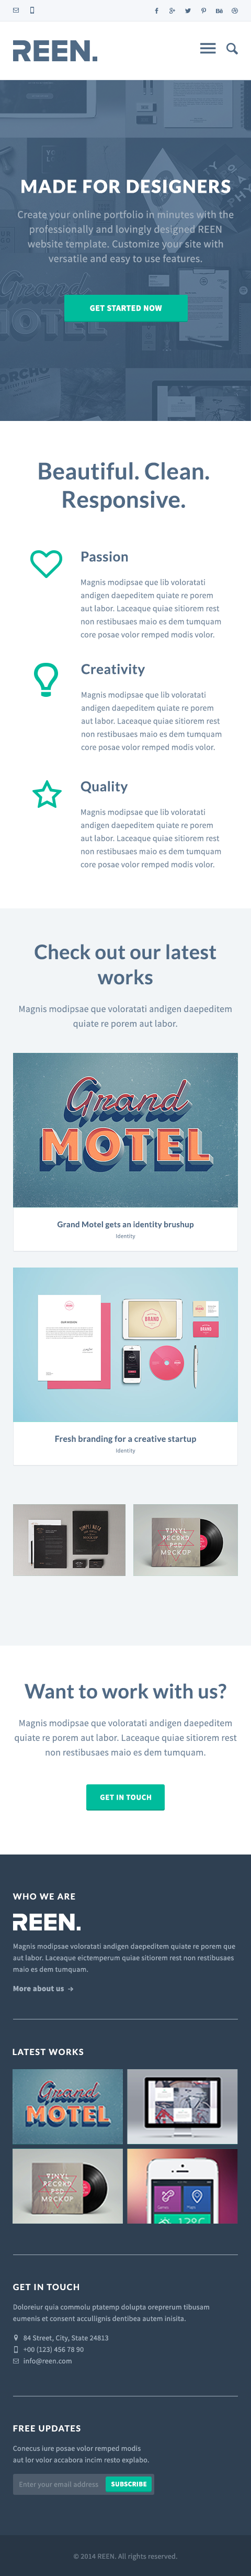 REEN.
MADE FOR DESIGNERS
Create your online portfolio in minutes with the
professionally and lovingly designed REEN
website template. Customize your site with
versatile and easy to use features.
GET STARTED NOW
Beautiful. Clean.
Responsive.
Passion
Magnis modipsae que lib voloratati
andigen daepeditem quiate re porem
aut labor. Laceaque quiae sitiorem rest
non restibusaes maio es dem tumquam
core posae volor remped modis volor.
Creativity
Magnis modipsae que lib voloratati
andigen daepeditem quiate re porem
aut labor. Laceaque quiae sitiorem rest
non restibusaes maio es dem tumquam
core posae volor remped modis volor.
Quality
Magnis modipsae que lib voloratati
andigen daepeditem quiate re porem
aut labor. Laceaque quiae sitiorem rest
non restibusaes maio es dem tumquam
core posae volor remped modis volor.
Check out our latest
works
Magnis modipsae que voloratati andigen daepeditem
quiate re porem aut labor.
Grand
MOTEL
Grand Motel gets an identity brushup
Identity
BRAND
Fresh branding for a creative startup
Identity
VINYL
RECORD
PSD
MOCKUP
Want to work with us?
Magnis modipsae que voloratati andigen daepeditem
quiate re porem aut labor. Laceaque quiae sitiorem rest
non restibusaes maio es dem tumquam.
GET IN TOUCH
WHO WE ARE
REEN.
Magnis modipsae voloratati andigen daepeditem quiate re porem que
aut labor. Laceaque eictemperum quiae sitiorem rest non restibusaes
maio es dem tumquam.
More about us →
LATEST WORKS
Grand
MOTEL
VINYL
RECORD
PSD
MOCKUP
GET IN TOUCH
Doloreiur quia commolu ptatemp dolupta oreprerum tibusam
eumenis et consent accullignis dentibea autem inisita.
84 Street, City, State 24813
+00 (123) 456 78 90
info@reen.com
FREE UPDATES
Conecus iure posae volor remped modis
aut lor volor accabora incim resto explabo.
Enter your email address
SUBSCRIBE
© 2014 REEN. All rights reserved.